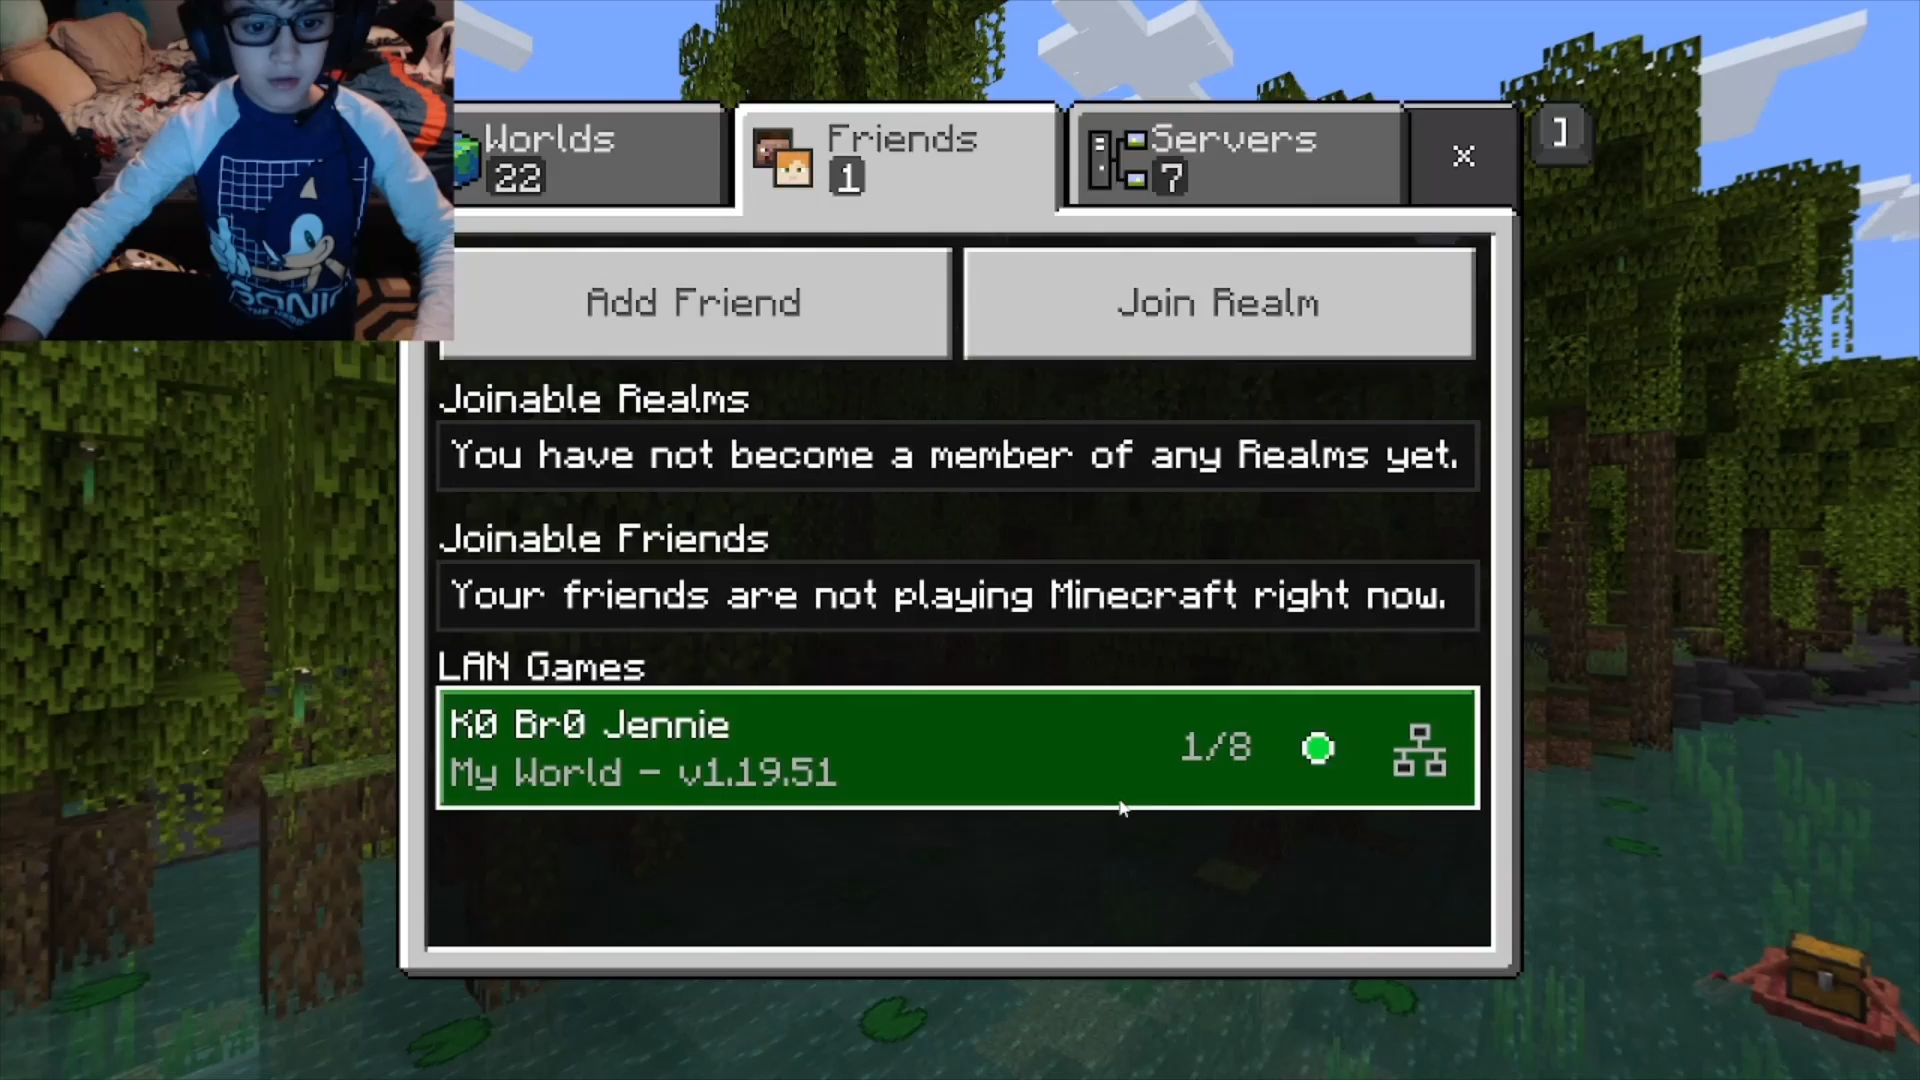 Worlds
22
Friends
1
Servers
7
Add Friend
Join Realm
Joinable Realms
You have not become a member of any Realms yet.
Joinable Friends
Your friends are not playing Minecraft right now.
LAN Games
K0 Br0 Jennie
1/8
My World - v1.19.51
SONIC